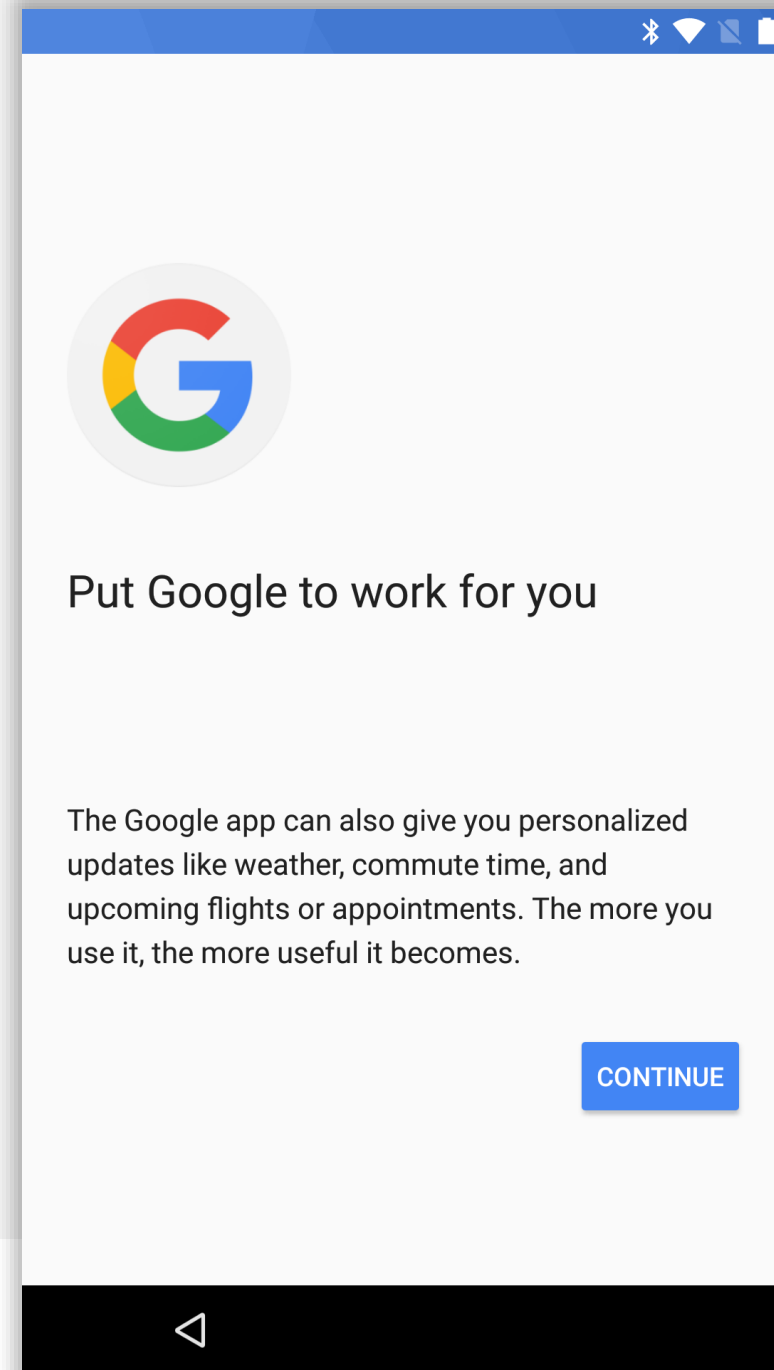 Put Google to work for you
The Google app can also give you personalized
updates like weather, commute time, and
upcoming flights or appointments. The more you
use it, the more useful it becomes.
CONTINUE